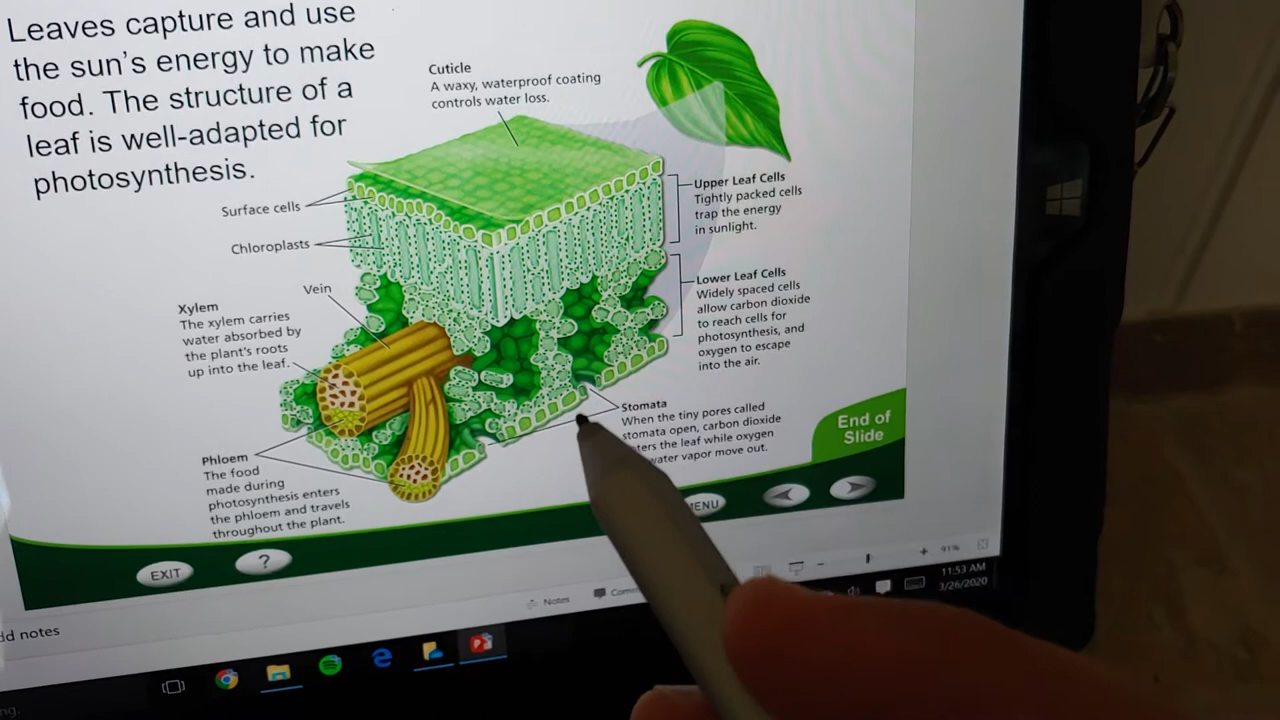 Leaves capture and use
the sun's energy to make
food. The structure of a
leaf is well-adapted for
photosynthesis.
Cuticle
A waxy, waterproof coating
controls water loss.
Surface cells
Chloroplasts
Vein
Xylem
The xylem carries
water absorbed by
the plant's roots
up into the leaf.
Phloem
The food
made during
photosynthesis enters
the phloem and travels
throughout the plant.
Upper Leaf Cells
Tightly packed cells
trap the energy
in sunlight.
Lower Leaf Cells
Widely spaced cells
allow carbon dioxide
to reach cells for
photosynthesis, and
oxygen to escape
into the air.
Stomata
When the tiny pores called
stomata open, carbon dioxide
the leaf while oxygen
water vapor move out.
End of
Slide
EXIT
?
Notes
91%
notes
11:53 AM
3/26/2020